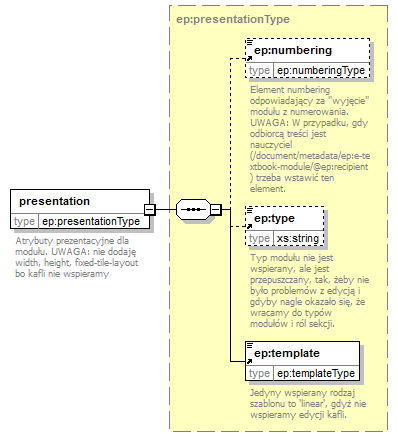 ep:presentationType
ep:numbering
type ep:numberingType
Element numbering
odpowiadający za "wyjęcie"
modułu z numerowania.
UWAGA: W przypadku, gdy
odbiorcą treści jest
nauczyciel
(/document/metadata/ep:e-te
xtbook-module/@ep:recipient
) trzeba wstawić ten
element.
presentation
type ep:presentationType
Atrybuty prezentacyjne dla
modułu. UWAGA: nie dodaję
width, height, fixed-tile-layout
bo kafli nie wspieramy
ep:type
type xs:string
Typ modułu nie jest
wspierany, ale jest
przepuszczany, tak, żeby nie
było problemów z edycją i
gdyby nagle okazało się, że
wracamy do typów
modułów i ról sekcji.
ep:template
type ep:templateType
Jedyny wspierany rodzaj
szablonu to 'linear', gdyż nie
wspieramy edycji kafli.